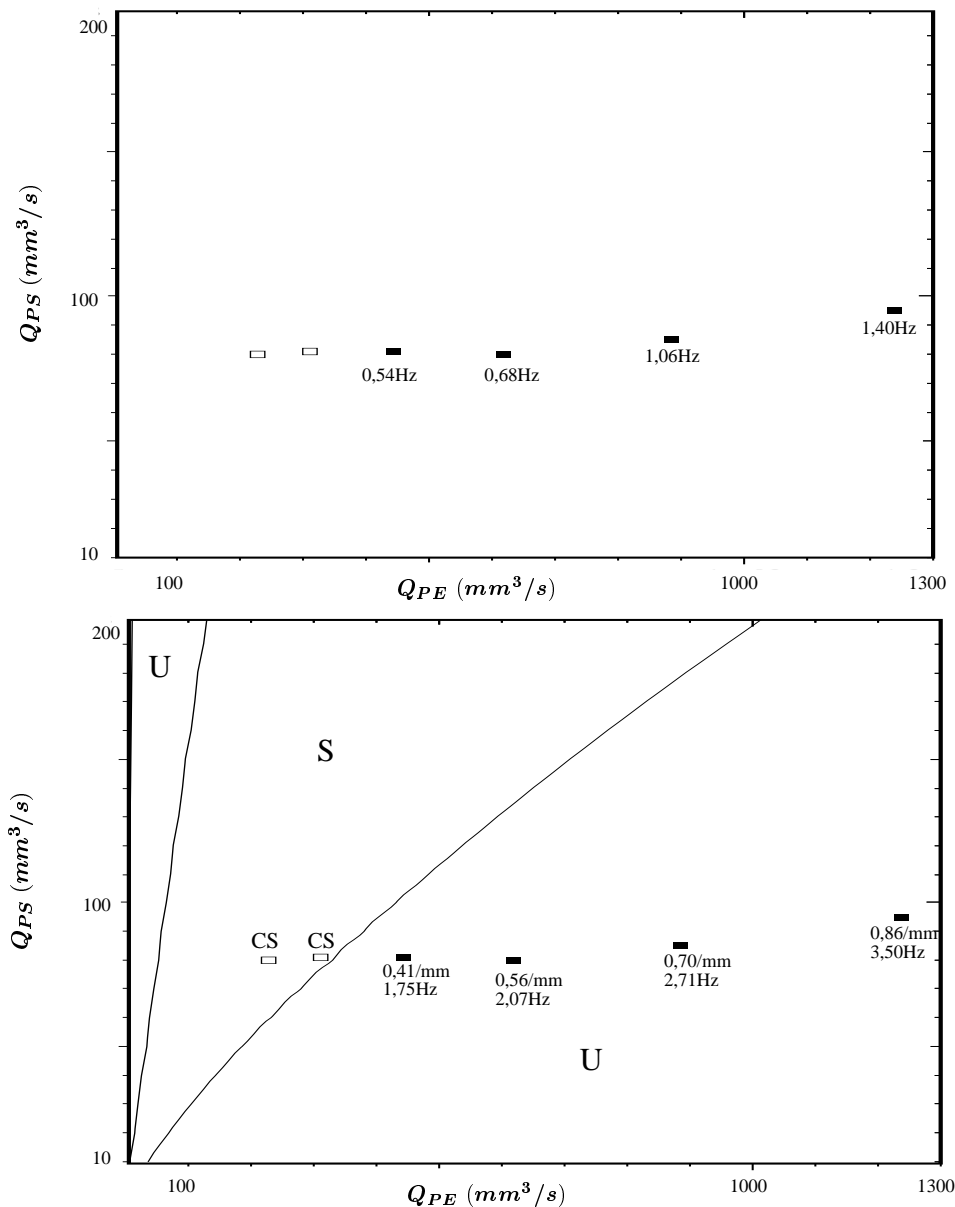 200
Q_PS (mm³/s)
100
1,40Hz
1,06Hz
0,54Hz
0,68Hz
10
100
Q_PE (mm³/s)
1000
1300
200
U
S
Q_PS (mm³/s)
100
CS
CS
0,86/mm
3,50Hz
0,70/mm
2,71Hz
0,41/mm
1,75Hz
0,56/mm
2,07Hz
U
10
100
Q_PE (mm³/s)
1000
1300